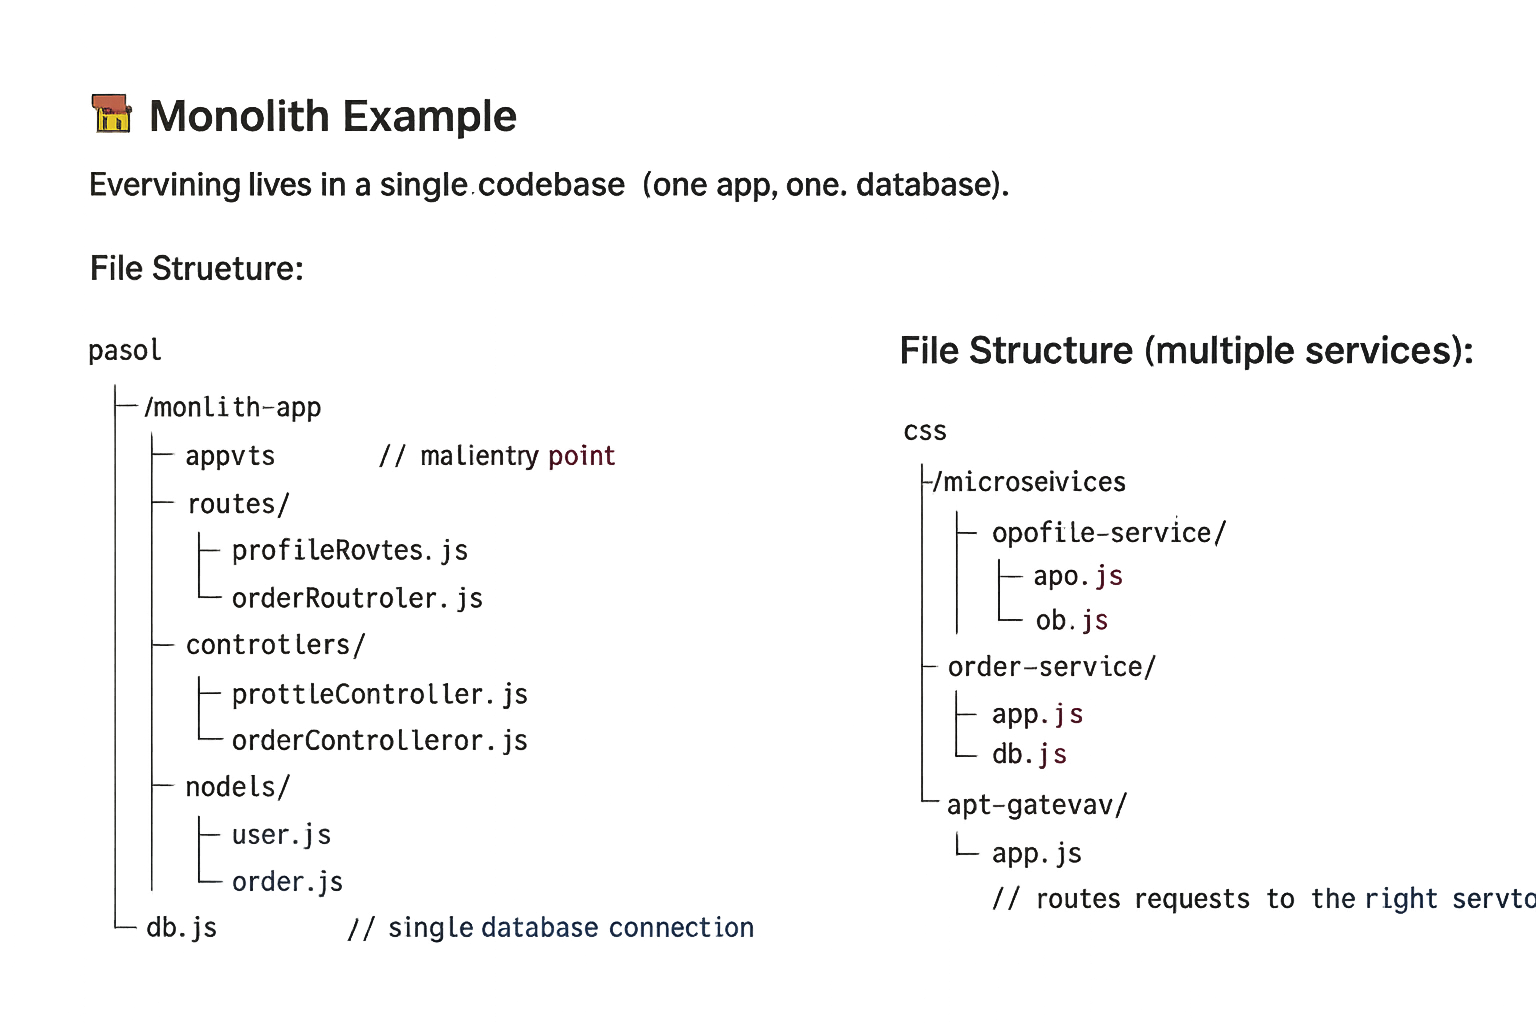 Monolith Example
Evervining lives in a single.codebase (one app, one. database).
File Strueture:
pasol
/monlith-app
appvts // malientry point
routes/
profileRovtes.js
orderRoutroler.js
controtlers/
prottleController.js
orderControlleror.js
nodels/
user.js
order.js
db.js // single database connection
File Structure (multiple services):
css
/microseivices
opofile-service/
apo.js
ob.js
order-service/
app.js
db.js
apt-gatevav/
app.js
// routes requests to the right servto